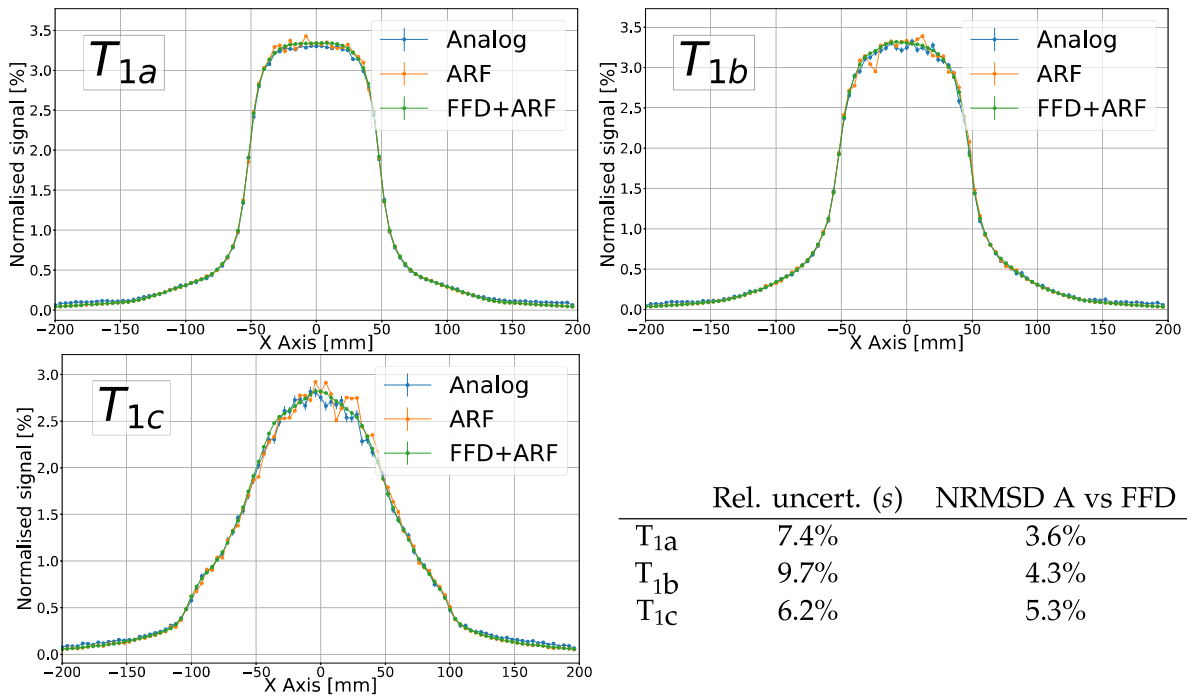 T1a
Analog
ARF
FFD+ARF
Normalised signal [%]
3.5
3.0
2.5
2.0
1.5
1.0
0.5
0.0
−200 −150 −100 −50 0 50 100 150 200
X Axis [mm]
T1b
Analog
ARF
FFD+ARF
Normalised signal [%]
3.5
3.0
2.5
2.0
1.5
1.0
0.5
0.0
−200 −150 −100 −50 0 50 100 150 200
X Axis [mm]
T1c
Analog
ARF
FFD+ARF
Normalised signal [%]
3.0
2.5
2.0
1.5
1.0
0.5
0.0
−200 −150 −100 −50 0 50 100 150 200
X Axis [mm]
Rel. uncert. (s) NRMSD A vs FFD
T1a 7.4% 3.6%
T1b 9.7% 4.3%
T1c 6.2% 5.3%